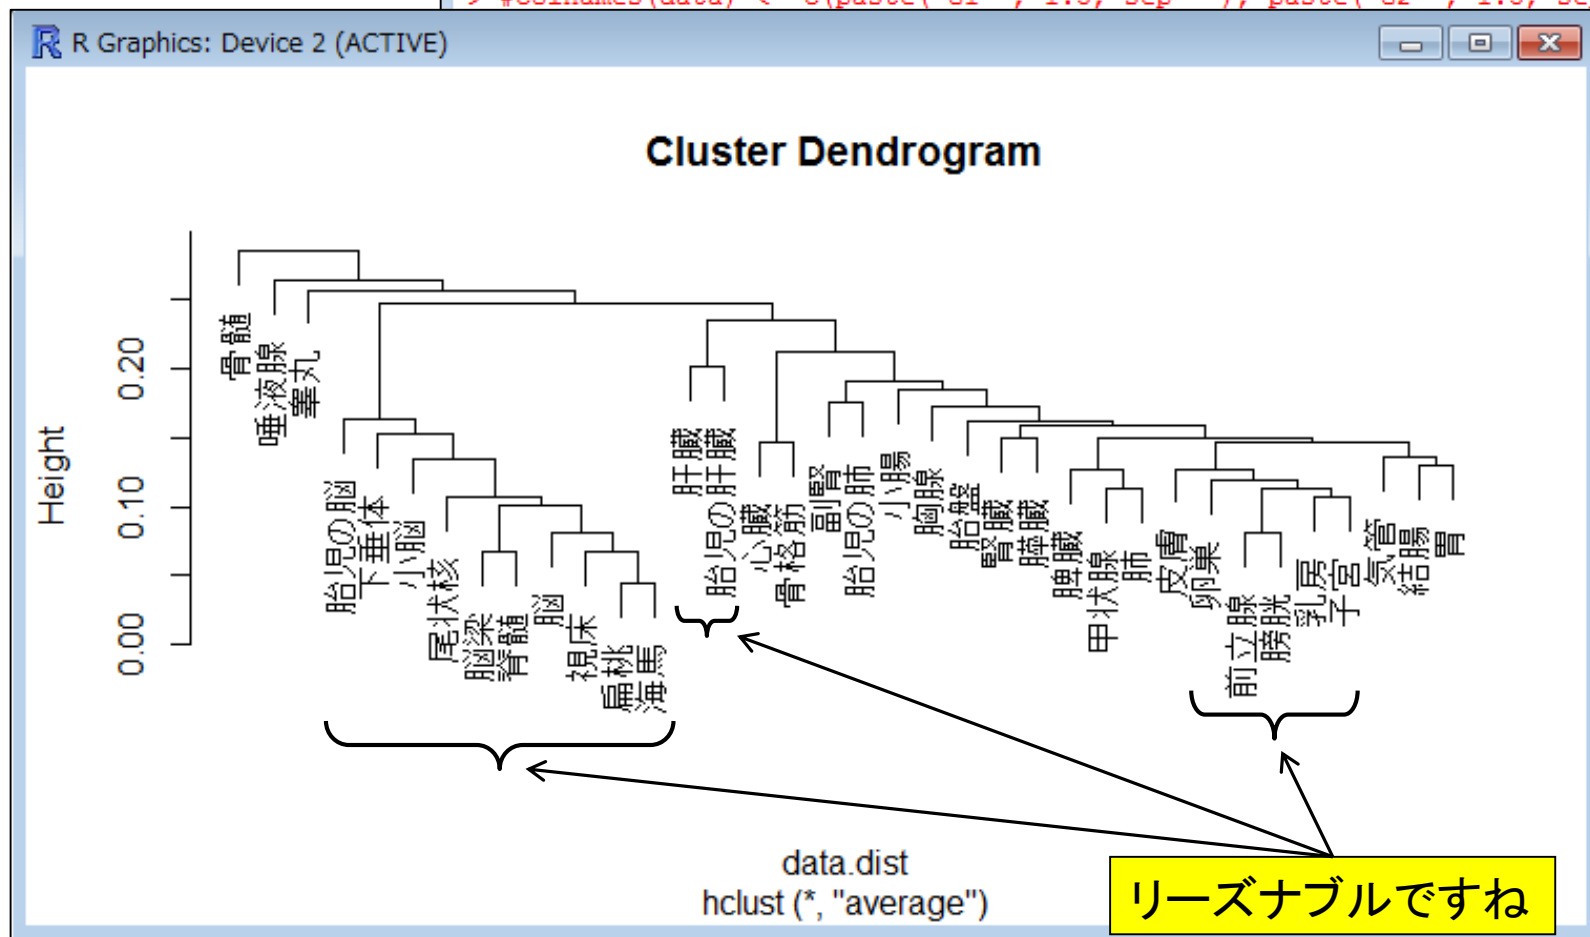 R Graphics: Device 2 (ACTIVE)
Cluster Dendrogram
Height
0.00
0.10
0.20
骨髄
唾液腺
睾丸
胎児の脳
下垂体
小脳
尾状核
脳梁
脊髄
脳
視床
扁桃
海馬
肝臓
胎児の肝臓
心臓
骨格筋
副腎
胎児の肺
小腸
胸腺
胎盤
腎臓
膵臓
脾臓
甲状腺
肺
皮膚
卵巣
前立腺
膀胱
乳房
子宮
気管
結腸
胃
data.dist
hclust (*, "average")
リーズナブルですね